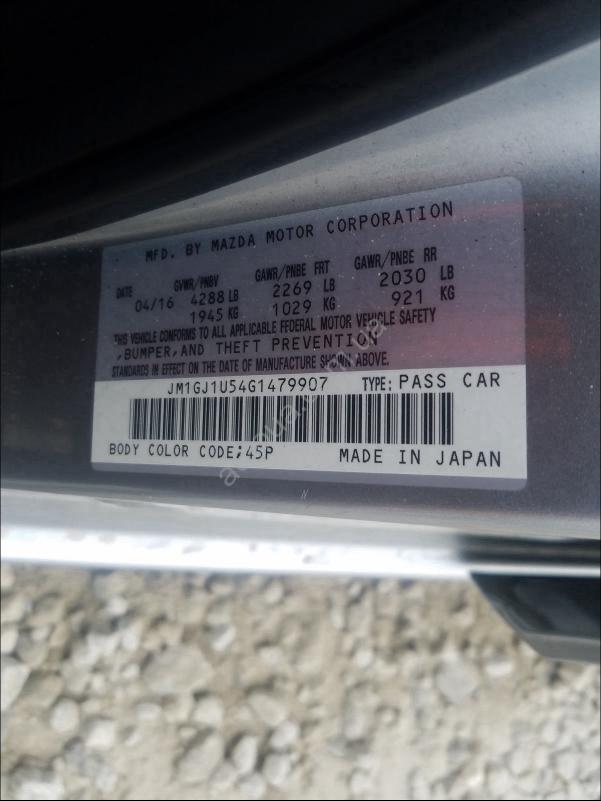 MFD. BY MAZDA MOTOR CORPORATION
DATE GVWR/PNBV GAWR/PNBE FRT GAWR/PNBE RR
04/16 4288 LB 2269 LB 2030 LB
1945 KG 1029 KG 921 KG
THIS VEHICLE CONFORMS TO ALL APPLICABLE FEDERAL MOTOR VEHICLE SAFETY
,BUMPER,AND THEFT PREVENTION
STANDARDS IN EFFECT ON THE DATE OF MANUFACTURE SHOWN ABOVE.
JM1GJ1U54G1479907 TYPE: PASS CAR
BODY COLOR CODE;45P MADE IN JAPAN
N